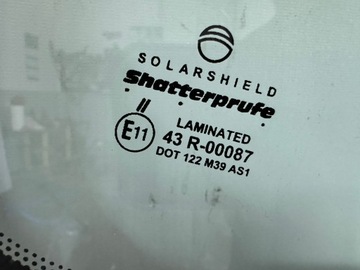 SOLARSHIELD
Shatterprufe
II
E11
LAMINATED
43 R-00087
DOT 122 M39 AS1